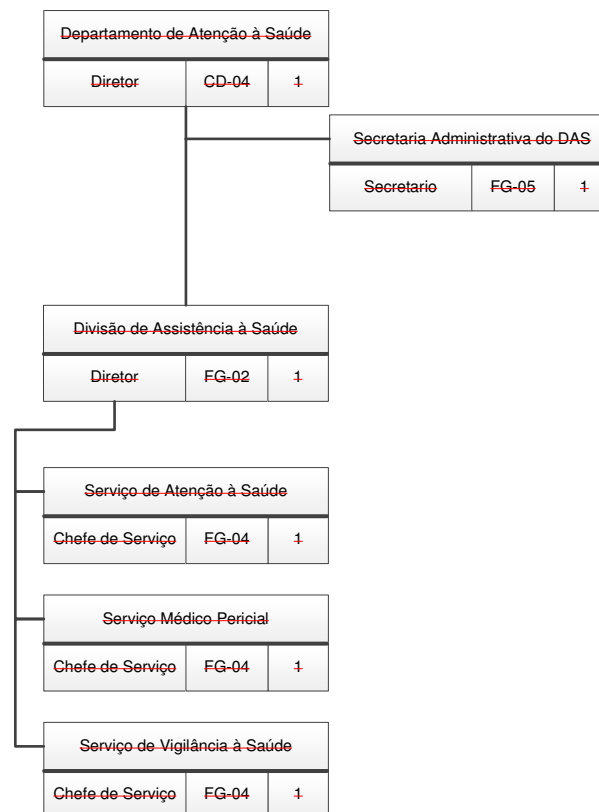 Departamento de Atenção à Saúde
Diretor CD-04 1
Secretaria Administrativa do DAS
Secretario FG-05 1
Divisão de Assistência à Saúde
Diretor FG-02 1
Serviço de Atenção à Saúde
Chefe de Serviço FG-04 1
Serviço Médico Pericial
Chefe de Serviço FG-04 1
Serviço de Vigilância à Saúde
Chefe de Serviço FG-04 1